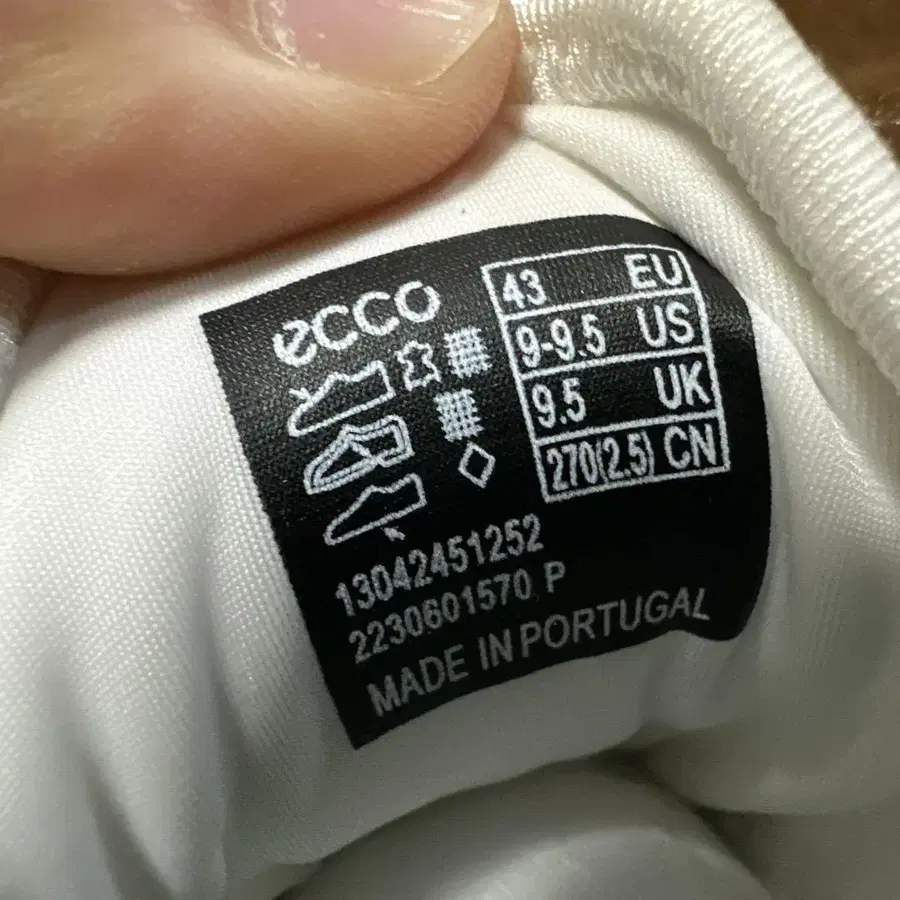 ecco
43 EU
9-9.5 US
9.5 UK
270(2.5) CN
13042451252
2230601570 P
MADE IN PORTUGAL